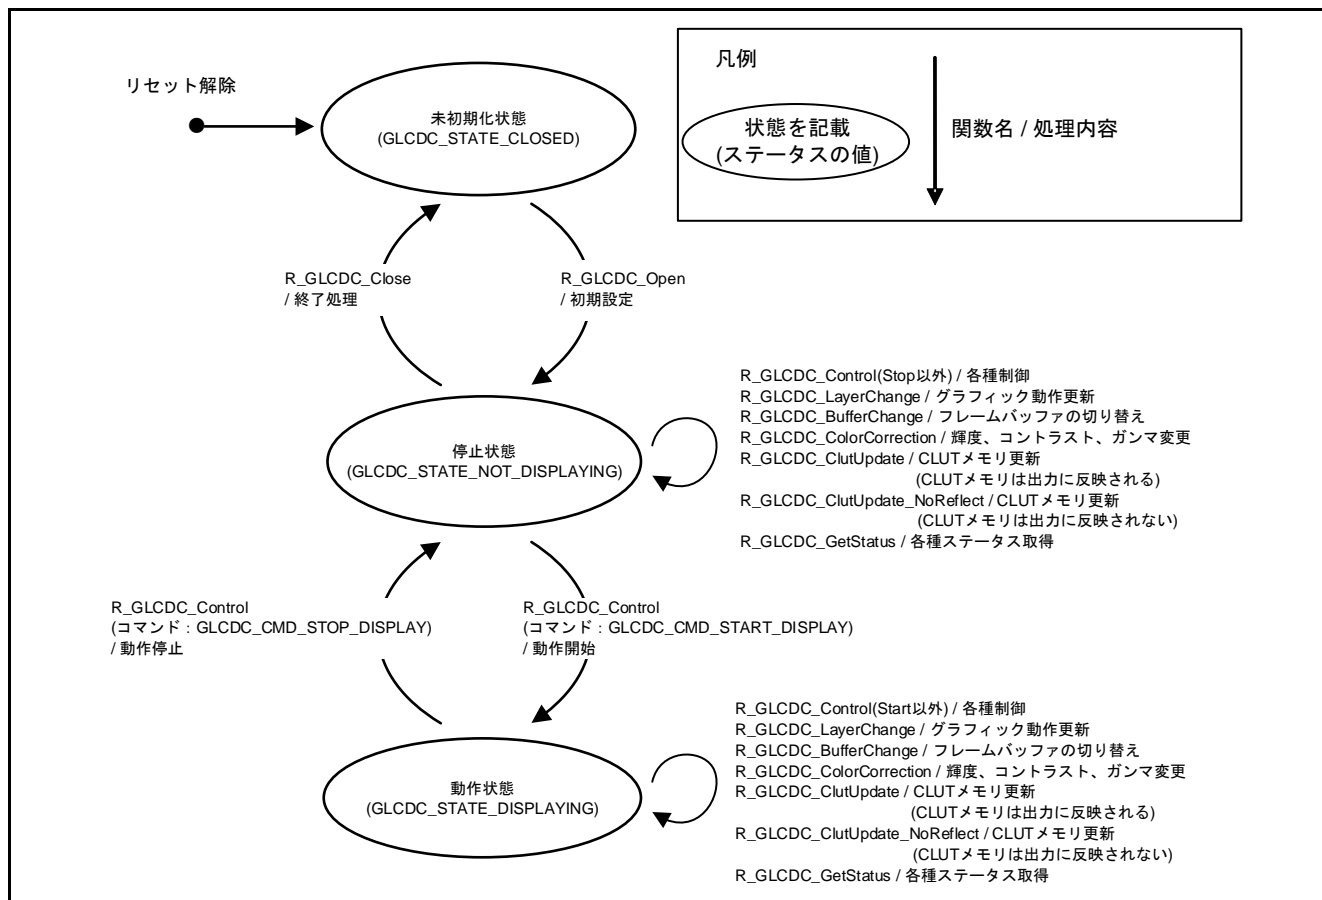 リセット解除
未初期化状態
(GLCDC_STATE_CLOSED)
凡例
状態を記載
(ステータスの値)
関数名 / 処理内容
R_GLCDC_Close
/ 終了処理
R_GLCDC_Open
/ 初期設定
停止状態
(GLCDC_STATE_NOT_DISPLAYING)
R_GLCDC_Control(Stop以外) / 各種制御
R_GLCDC_LayerChange / グラフィック動作更新
R_GLCDC_BufferChange / フレームバッファの切り替え
R_GLCDC_ColorCorrection / 輝度、コントラスト、ガンマ変更
R_GLCDC_ClutUpdate / CLUTメモリ更新
(CLUTメモリは出力に反映される)
R_GLCDC_ClutUpdate_NoReflect / CLUTメモリ更新
(CLUTメモリは出力に反映されない)
R_GLCDC_GetStatus / 各種ステータス取得
R_GLCDC_Control
(コマンド：GLCDC_CMD_STOP_DISPLAY)
/ 動作停止
R_GLCDC_Control
(コマンド：GLCDC_CMD_START_DISPLAY)
/ 動作開始
動作状態
(GLCDC_STATE_DISPLAYING)
R_GLCDC_Control(Start以外) / 各種制御
R_GLCDC_LayerChange / グラフィック動作更新
R_GLCDC_BufferChange / フレームバッファの切り替え
R_GLCDC_ColorCorrection / 輝度、コントラスト、ガンマ変更
R_GLCDC_ClutUpdate / CLUTメモリ更新
(CLUTメモリは出力に反映される)
R_GLCDC_ClutUpdate_NoReflect / CLUTメモリ更新
(CLUTメモリは出力に反映されない)
R_GLCDC_GetStatus / 各種ステータス取得